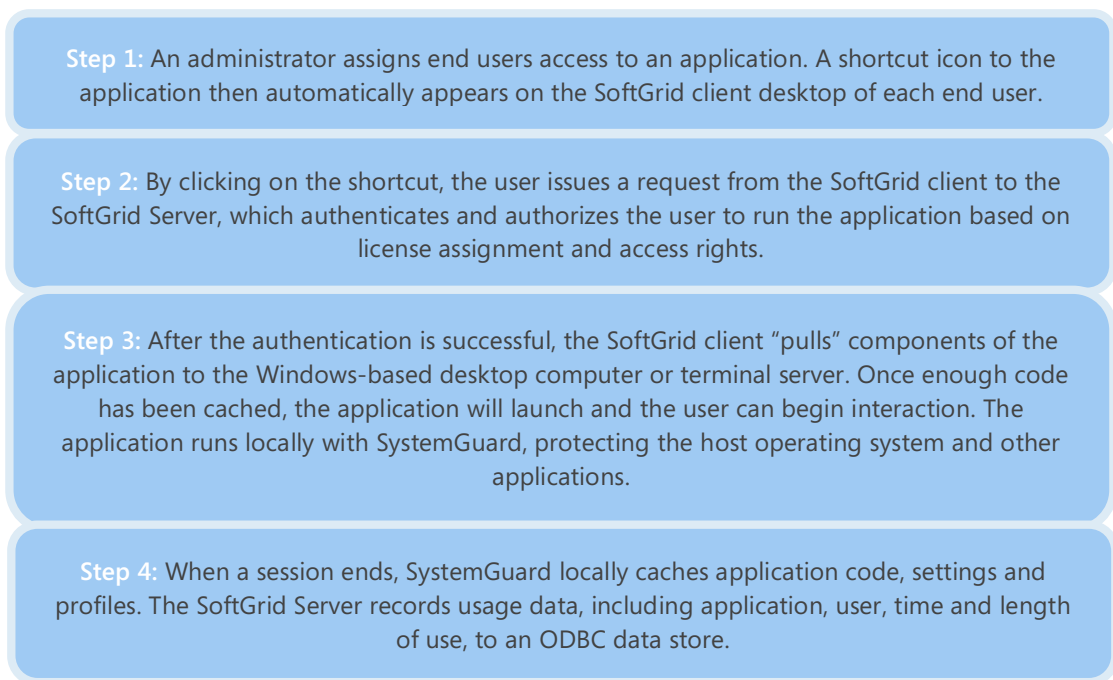 Step 1: An administrator assigns end users access to an application. A shortcut icon to the
application then automatically appears on the SoftGrid client desktop of each end user.
Step 2: By clicking on the shortcut, the user issues a request from the SoftGrid client to the
SoftGrid Server, which authenticates and authorizes the user to run the application based on
license assignment and access rights.
Step 3: After the authentication is successful, the SoftGrid client “pulls” components of the
application to the Windows-based desktop computer or terminal server. Once enough code
has been cached, the application will launch and the user can begin interaction. The
application runs locally with SystemGuard, protecting the host operating system and other
applications.
Step 4: When a session ends, SystemGuard locally caches application code, settings and
profiles. The SoftGrid Server records usage data, including application, user, time and length
of use, to an ODBC data store.